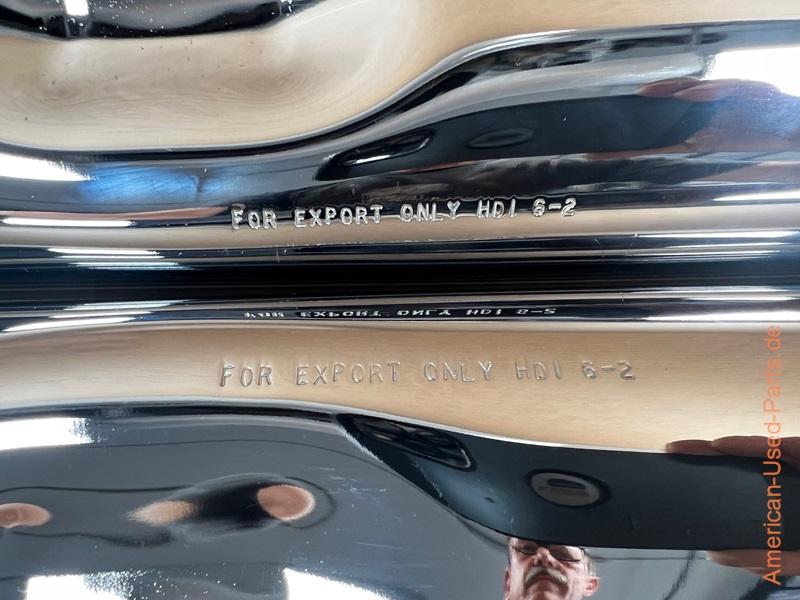 FOR EXPORT ONLY HDI 6-2
FOR EXPORT ONLY HDI 6-2
American-Used-Parts.de